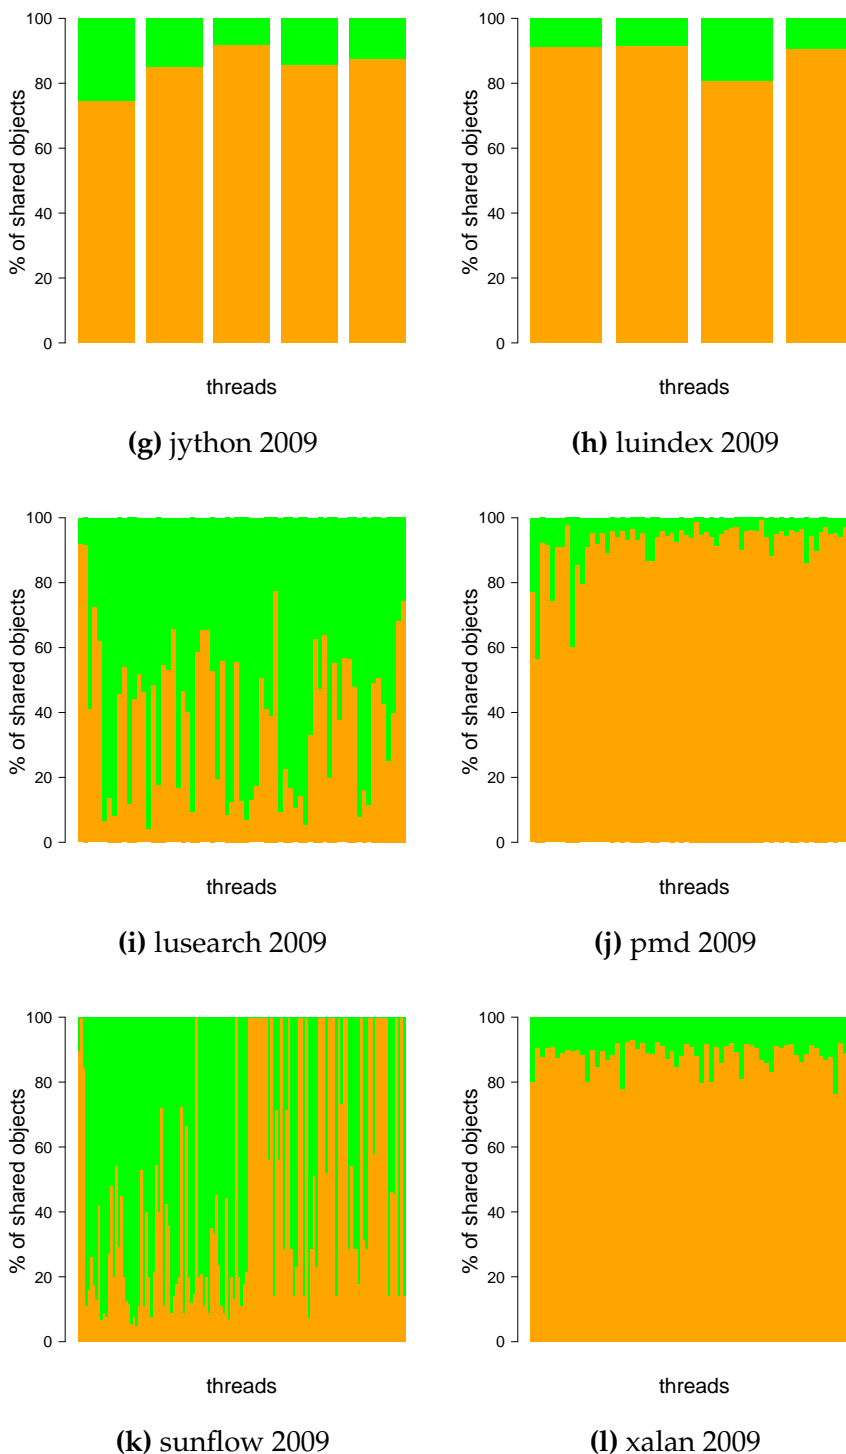 100
80
60
40
20
0
% of shared objects
threads
(g) jython 2009
100
80
60
40
20
0
% of shared objects
threads
(h) luindex 2009
100
80
60
40
20
0
% of shared objects
threads
(i) lusearch 2009
100
80
60
40
20
0
% of shared objects
threads
(j) pmd 2009
100
80
60
40
20
0
% of shared objects
threads
(k) sunflow 2009
100
80
60
40
20
0
% of shared objects
threads
(l) xalan 2009